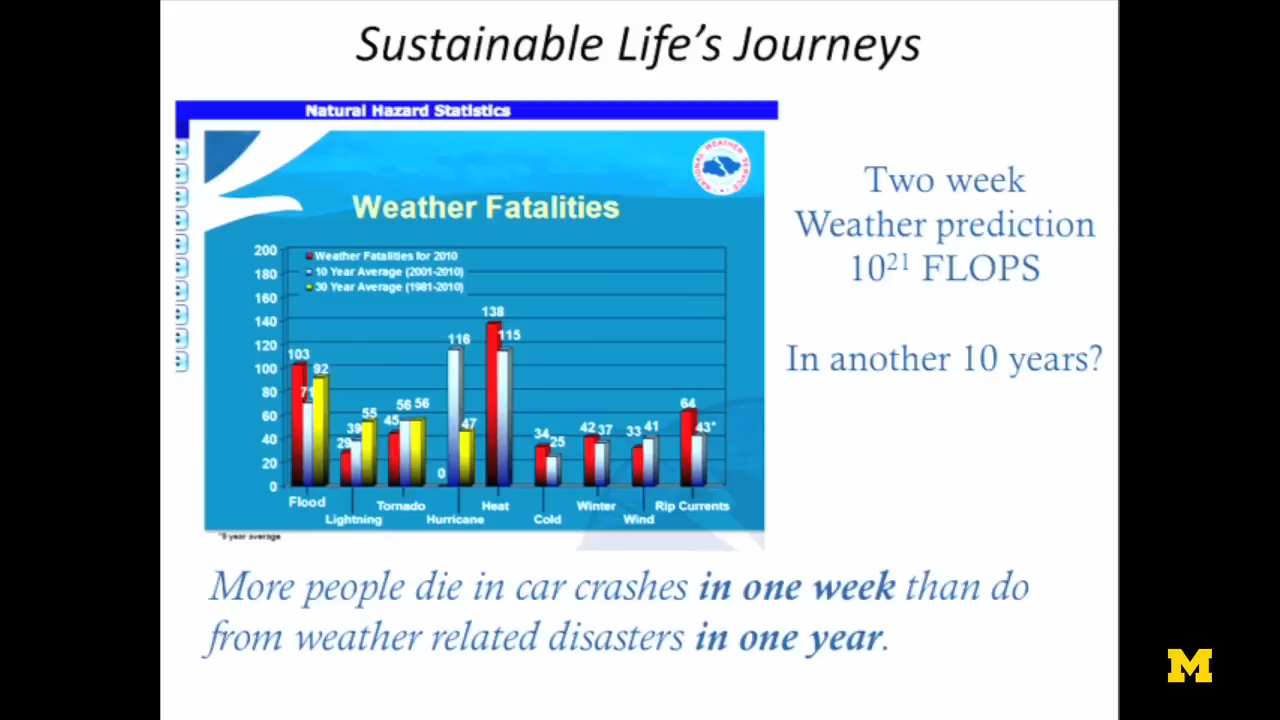 Sustainable Life's Journeys
Natural Hazard Statistics
NATIONAL WEATHER SERVICE
Weather Fatalities
200
180
160
140
120
100
80
60
40
20
0
Weather Fatalities for 2010
10 Year Average (2001-2010)
30 Year Average (1981-2010)
103
71
92
29
39
55
45
56
56
0
116
47
138
115
34
25
42
37
33
41
64
43*
Flood
Lightning
Tornado
Hurricane
Heat
Cold
Winter
Wind
Rip Currents
*9 year average
Two week
Weather prediction
10²¹ FLOPS
In another 10 years?
More people die in car crashes in one week than do
from weather related disasters in one year.
M